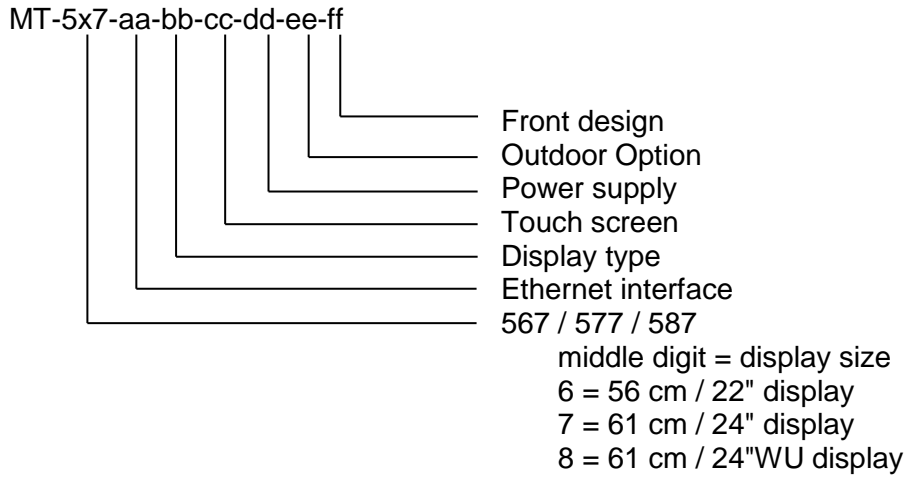 MT-5x7-aa-bb-cc-dd-ee-ff
Front design
Outdoor Option
Power supply
Touch screen
Display type
Ethernet interface
567 / 577 / 587
middle digit = display size
6 = 56 cm / 22" display
7 = 61 cm / 24" display
8 = 61 cm / 24"WU display